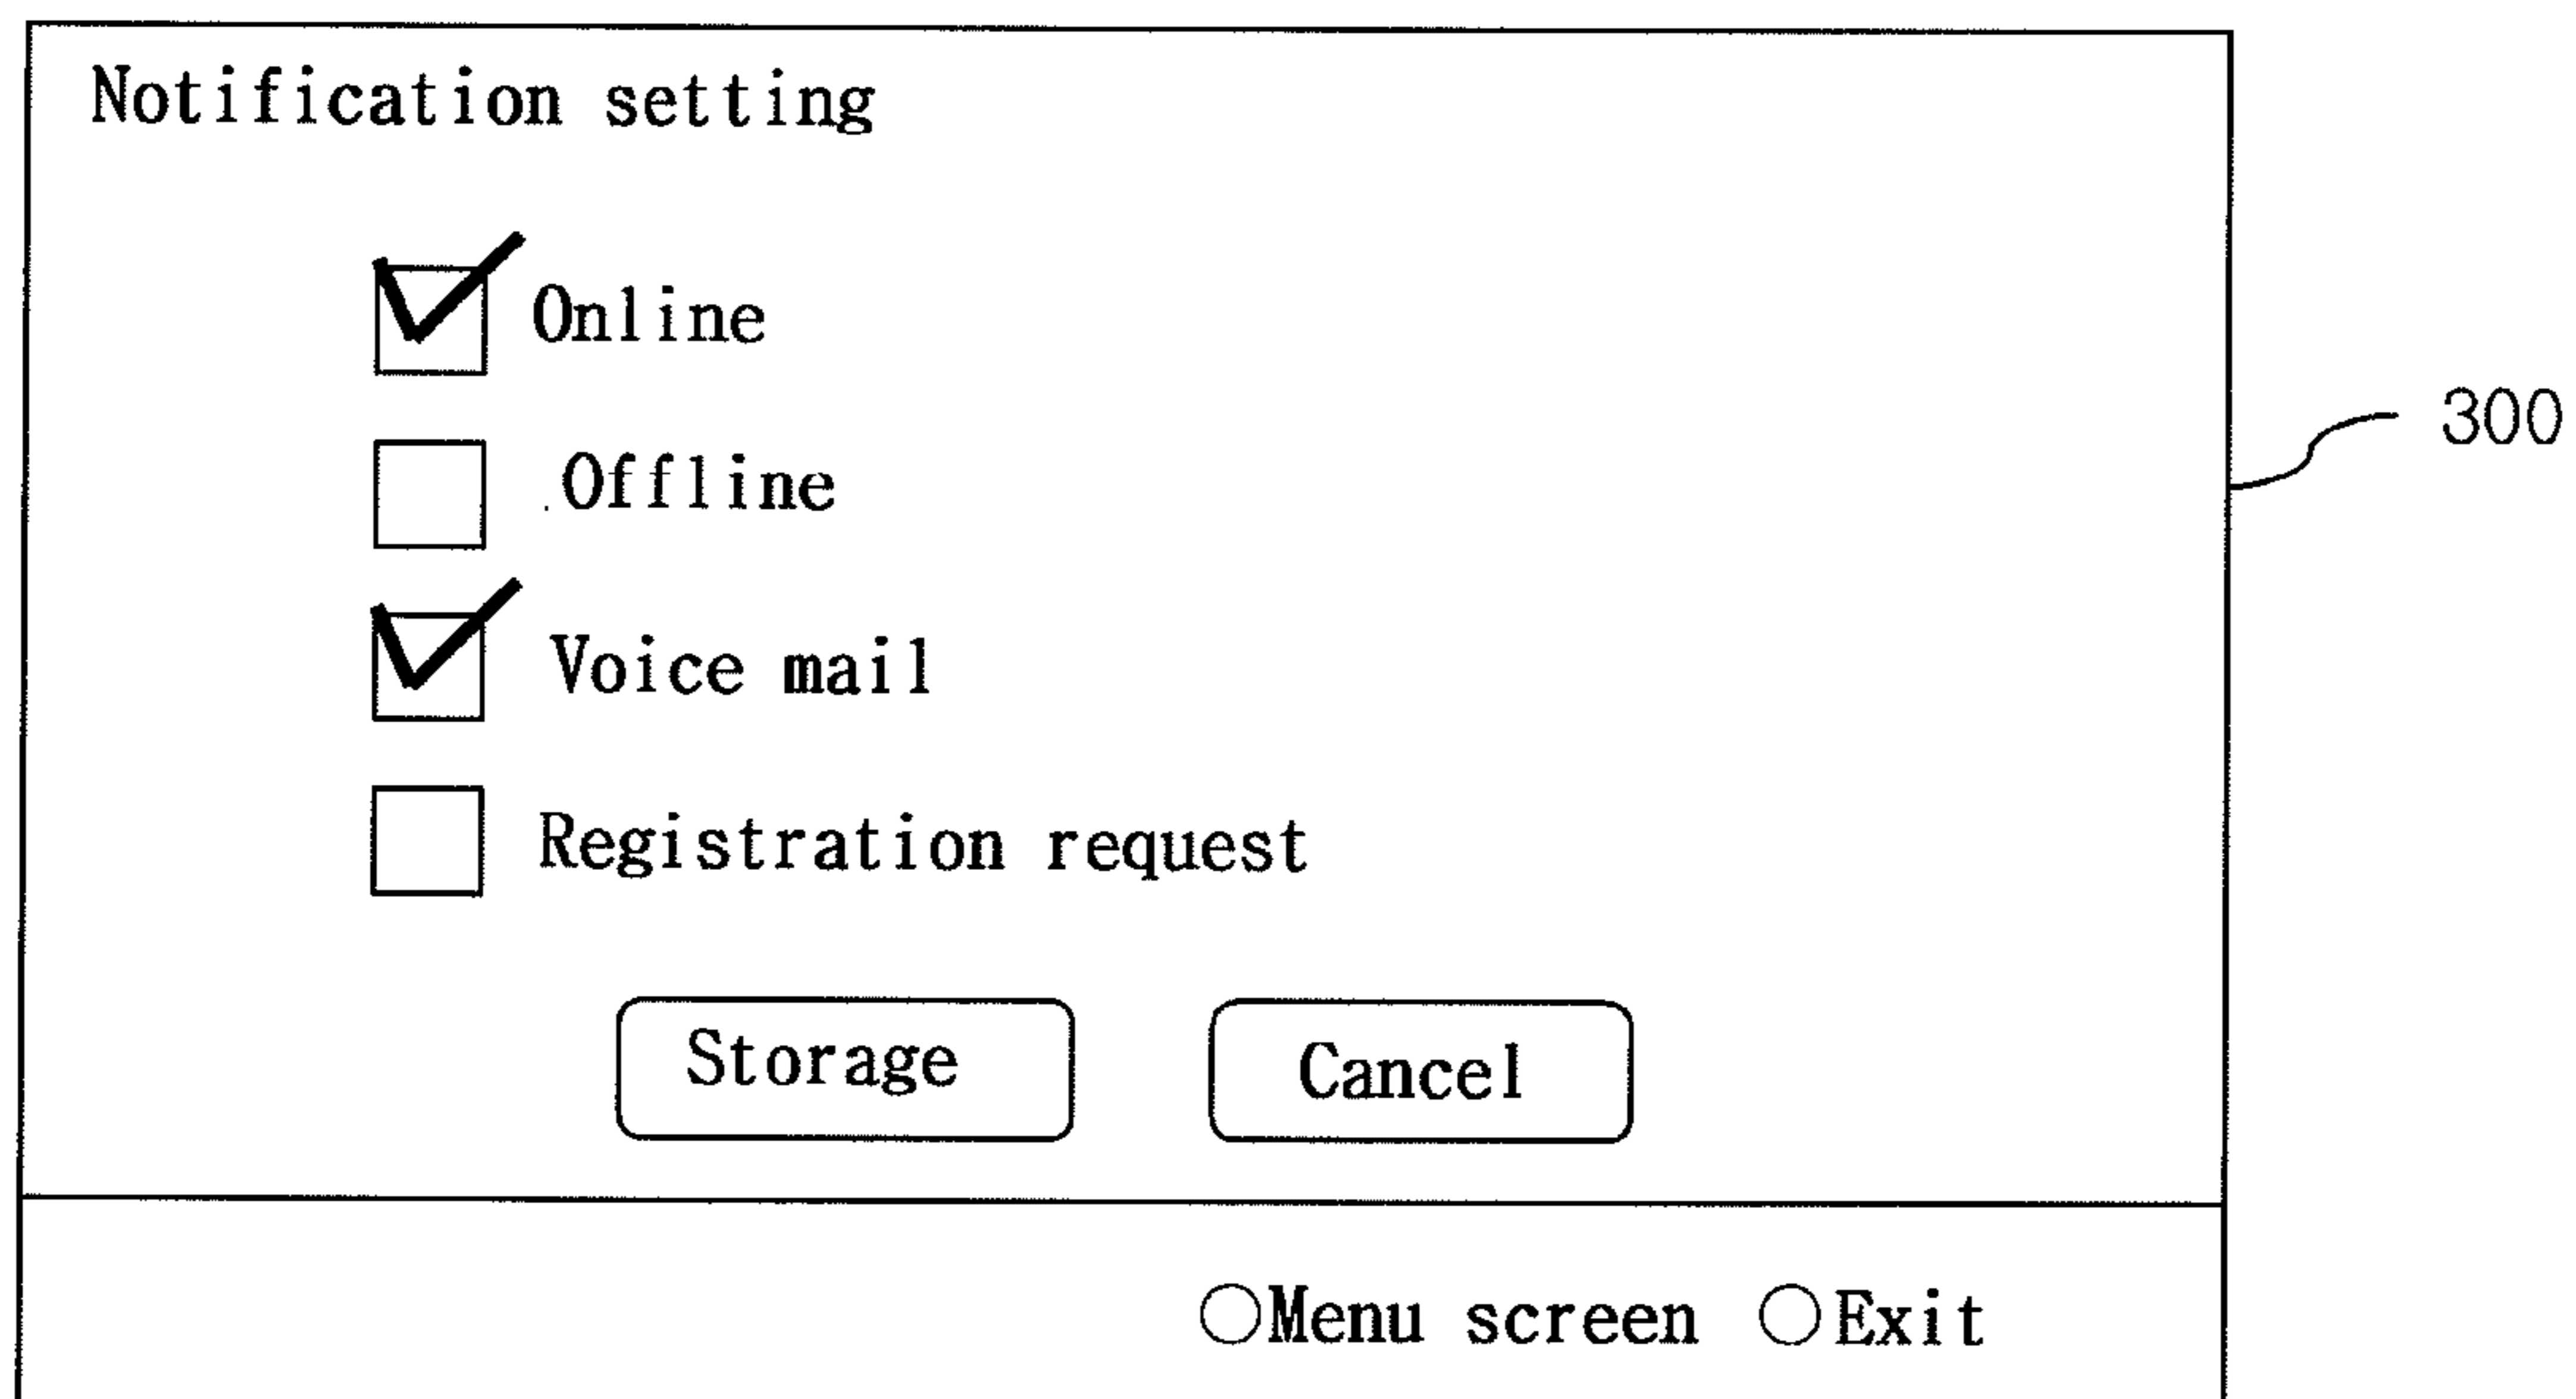 Notification setting
Online
Offline
Voice mail
Registration request
Storage Cancel
Menu screen Exit
300